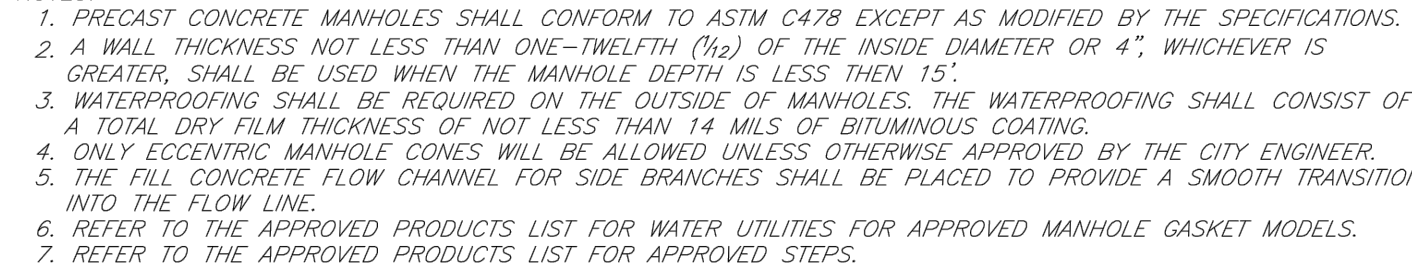 1. PRECAST CONCRETE MANHOLES SHALL CONFORM TO ASTM C478 EXCEPT AS MODIFIED BY THE SPECIFICATIONS.
2. A WALL THICKNESS NOT LESS THAN ONE-TWELFTH (1/12) OF THE INSIDE DIAMETER OR 4", WHICHEVER IS
GREATER, SHALL BE USED WHEN THE MANHOLE DEPTH IS LESS THEN 15'.
3. WATERPROOFING SHALL BE REQUIRED ON THE OUTSIDE OF MANHOLES. THE WATERPROOFING SHALL CONSIST OF
A TOTAL DRY FILM THICKNESS OF NOT LESS THAN 14 MILS OF BITUMINOUS COATING.
4. ONLY ECCENTRIC MANHOLE CONES WILL BE ALLOWED UNLESS OTHERWISE APPROVED BY THE CITY ENGINEER.
5. THE FILL CONCRETE FLOW CHANNEL FOR SIDE BRANCHES SHALL BE PLACED TO PROVIDE A SMOOTH
INTO THE FLOW LINE.
6. REFER TO THE APPROVED PRODUCTS LIST FOR WATER UTILITIES FOR APPROVED MANHOLE GASKET MODELS.
7. REFER TO THE APPROVED PRODUCTS LIST FOR APPROVED STEPS.